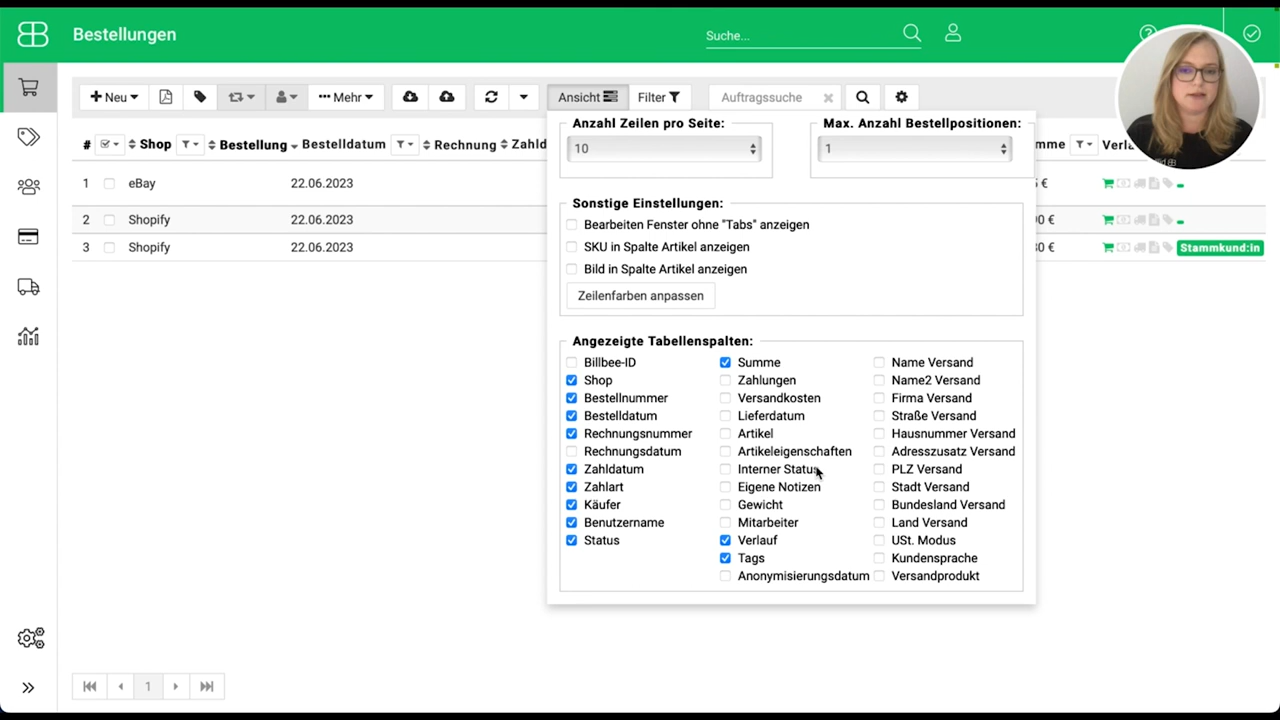 Bestellungen
Suche...
Neu
Mehr
Ansicht
Filter
Auftragssuche
# Shop Bestellung Bestelldatum Rechnung Zahld
mme Verla
1 eBay 22.06.2023
€
2 Shopify 22.06.2023
0 €
3 Shopify 22.06.2023
0 € Stammkund:in
Anzahl Zeilen pro Seite:
10
Max. Anzahl Bestellpositionen:
1
Sonstige Einstellungen:
Bearbeiten Fenster ohne "Tabs" anzeigen
SKU in Spalte Artikel anzeigen
Bild in Spalte Artikel anzeigen
Zeilenfarben anpassen
Angezeigte Tabellenspalten:
Billbee-ID
Shop
Bestellnummer
Bestelldatum
Rechnungsnummer
Rechnungsdatum
Zahldatum
Zahlart
Käufer
Benutzername
Status
Summe
Zahlungen
Versandkosten
Lieferdatum
Artikel
Artikeleigenschaften
Interner Status
Eigene Notizen
Gewicht
Mitarbeiter
Verlauf
Tags
Anonymisierungsdatum
Name Versand
Name2 Versand
Firma Versand
Straße Versand
Hausnummer Versand
Adresszusatz Versand
PLZ Versand
Stadt Versand
Bundesland Versand
Land Versand
USt. Modus
Kundensprache
Versandprodukt
1